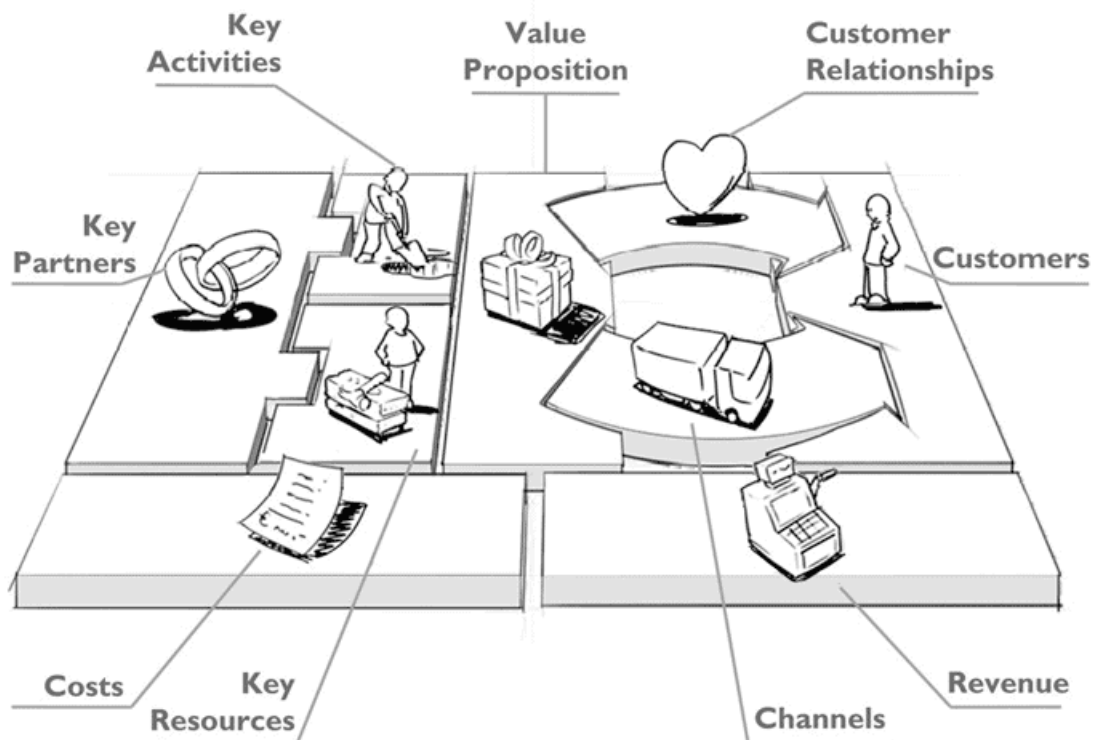 Key
Activities
Value
Proposition
Customer
Relationships
Key
Partners
Customers
Costs
Key
Resources
Channels
Revenue